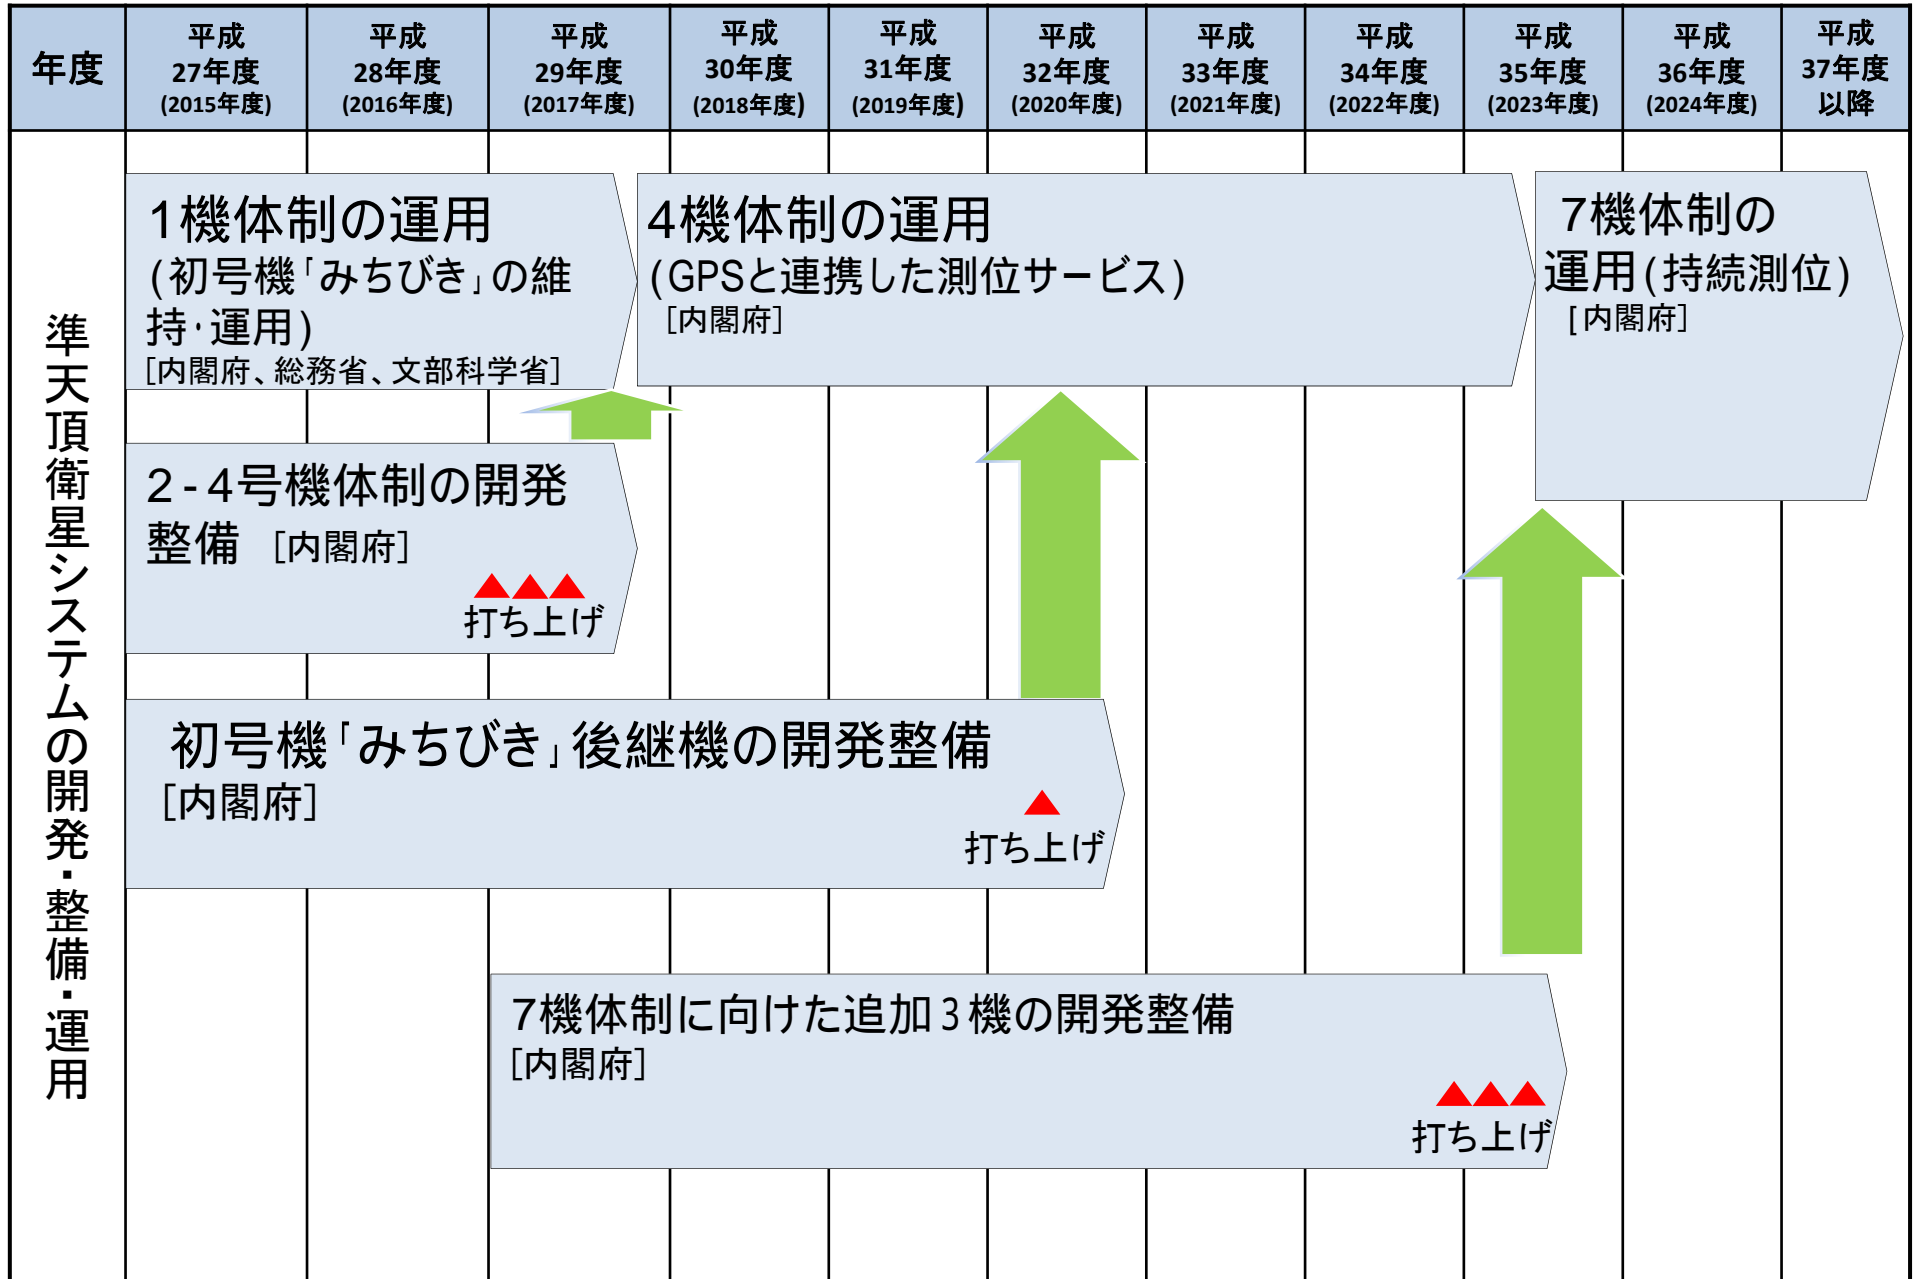 年度
平成
27年度
(2015年度)
平成
28年度
(2016年度)
平成
29年度
(2017年度)
平成
30年度
(2018年度)
平成
31年度
(2019年度)
平成
32年度
(2020年度)
平成
33年度
(2021年度)
平成
34年度
(2022年度)
平成
35年度
(2023年度)
平成
36年度
(2024年度)
平成
37年度
以降
準天頂衛星システムの開発・整備・運用
1機体制の運用
(初号機「みちびき」の維
持・運用)
[内閣府、総務省、文部科学省]
4機体制の運用
(GPSと連携した測位サービス)
[内閣府]
7機体制の
運用(持続測位)
[内閣府]
2-4号機体制の開発
整備 [内閣府]
打ち上げ
初号機「みちびき」後継機の開発整備
[内閣府]
打ち上げ
7機体制に向けた追加3機の開発整備
[内閣府]
打ち上げ